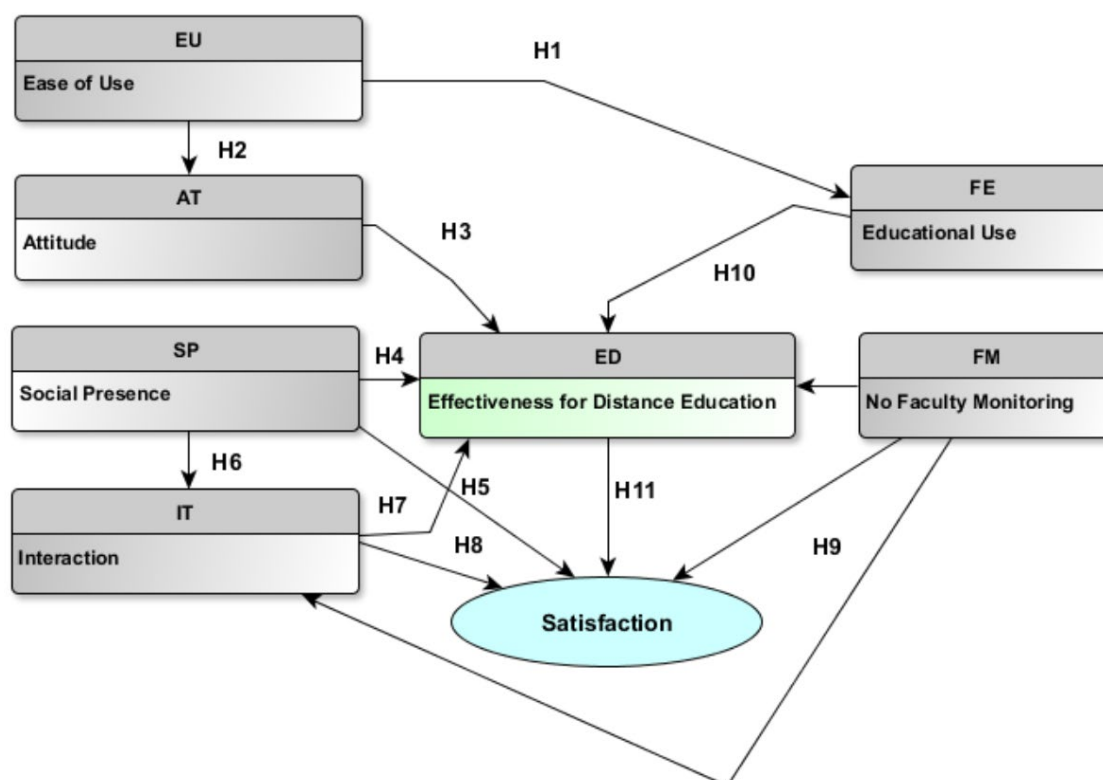 EU
Ease of Use
H1
H2
AT
Attitude
H3
FE
Educational Use
H10
SP
Social Presence
H4
ED
Effectiveness for Distance Education
FM
No Faculty Monitoring
H6
H7
H5
H11
IT
Interaction
H8
H9
Satisfaction